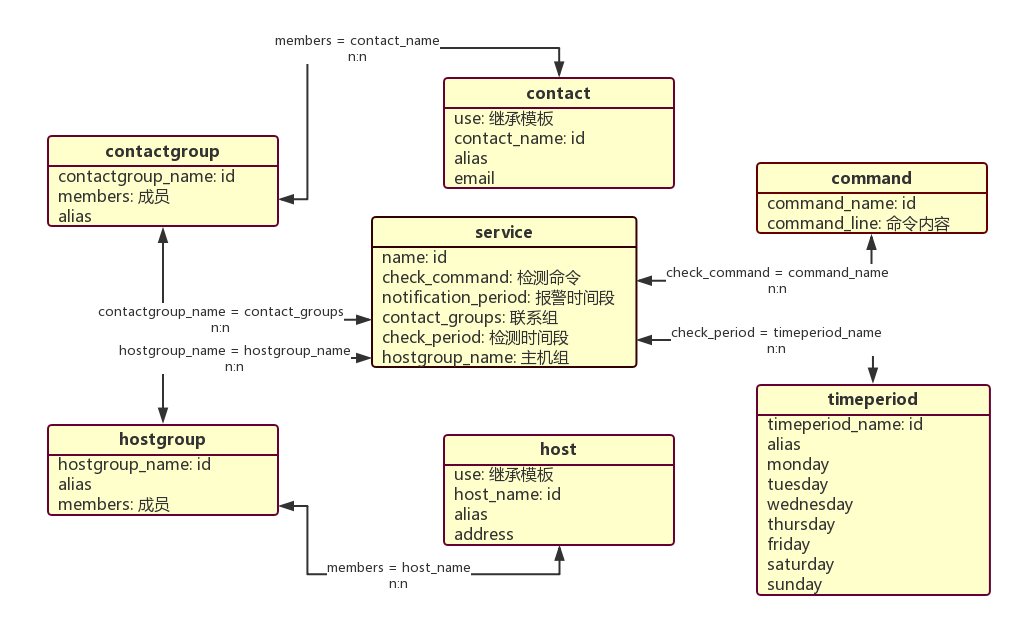 members = contact_name
n:n
contact
use: 继承模板
contact_name: id
alias
email
contactgroup
contactgroup_name: id
members: 成员
alias
command
command_name: id
command_line: 命令内容
service
name: id
check_command: 检测命令
notification_period: 报警时间段
contact_groups: 联系组
check_period: 检测时间段
hostgroup_name: 主机组
check_command = command_name
n:n
contactgroup_name = contact_groups
n:n
check_period = timeperiod_name
n:n
hostgroup_name = hostgroup_name
n:n
timeperiod
timeperiod_name: id
alias
monday
tuesday
wednesday
thursday
friday
saturday
sunday
hostgroup
hostgroup_name: id
alias
members: 成员
host
use: 继承模板
host_name: id
alias
address
members = host_name
n:n